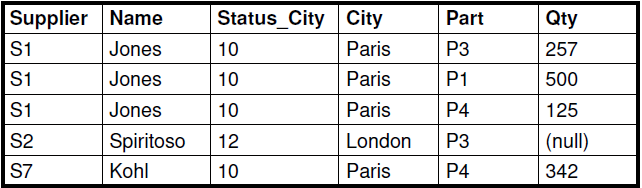 Supplier Name Status_City City Part Qty
S1 Jones 10 Paris P3 257
S1 Jones 10 Paris P1 500
S1 Jones 10 Paris P4 125
S2 Spiritoso 12 London P3 (null)
S7 Kohl 10 Paris P4 342